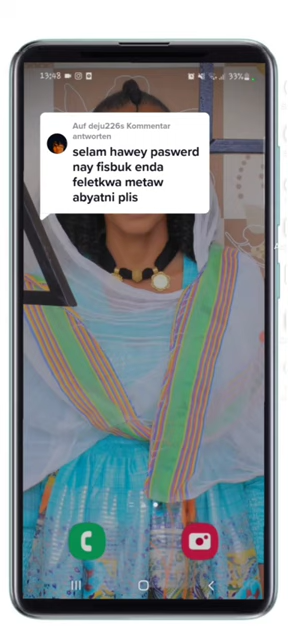 13:48
33%
Auf deju226s Kommentar
antworten
selam hawey paswerd
nay fisbuk enda
feletkwa metaw
abyatni plis